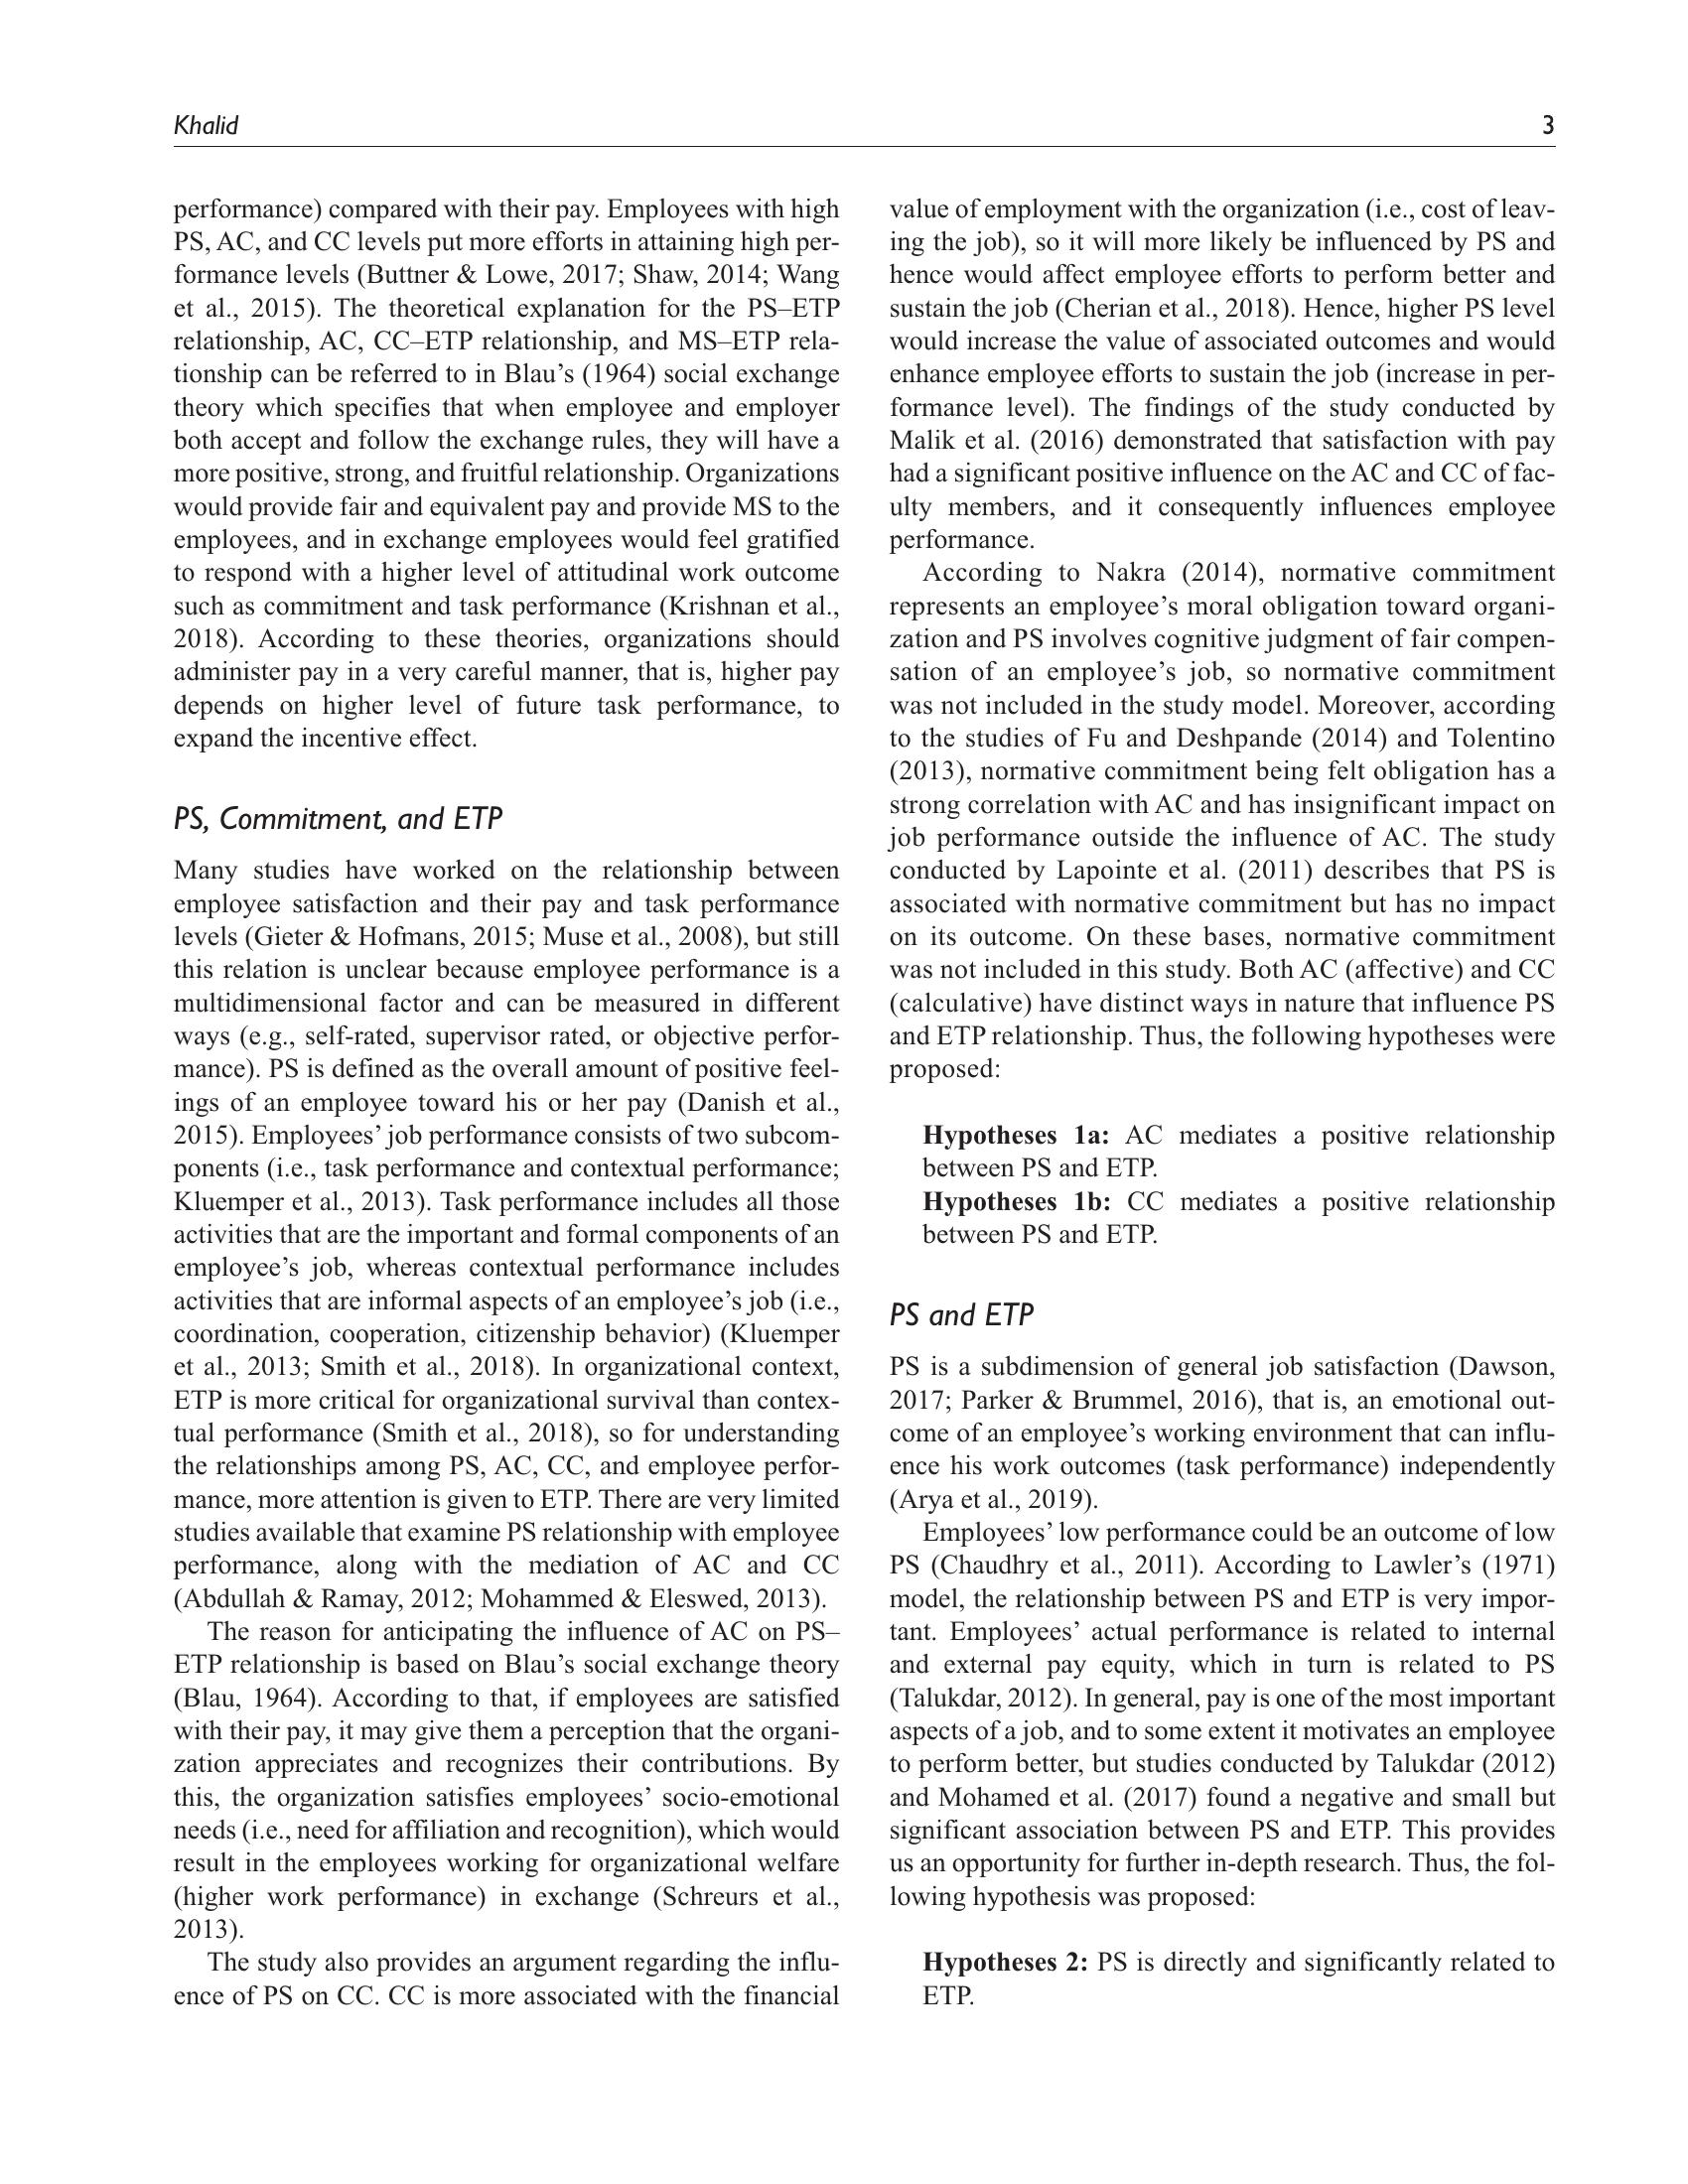 Khalid 3
performance) compared with their pay. Employees with high
PS, AC, and CC levels put more efforts in attaining high per-
formance levels (Buttner & Lowe, 2017; Shaw, 2014; Wang
et al., 2015). The theoretical explanation for the PS–ETP
relationship, AC, CC–ETP relationship, and MS–ETP rela-
tionship can be referred to in Blau’s (1964) social exchange
theory which specifies that when employee and employer
both accept and follow the exchange rules, they will have a
more positive, strong, and fruitful relationship. Organizations
would provide fair and equivalent pay and provide MS to the
employees, and in exchange employees would feel gratified
to respond with a higher level of attitudinal work outcome
such as commitment and task performance (Krishnan et al.,
2018). According to these theories, organizations should
administer pay in a very careful manner, that is, higher pay
depends on higher level of future task performance, to
expand the incentive effect.
PS, Commitment, and ETP
Many studies have worked on the relationship between
employee satisfaction and their pay and task performance
levels (Gieter & Hofmans, 2015; Muse et al., 2008), but still
this relation is unclear because employee performance is a
multidimensional factor and can be measured in different
ways (e.g., self-rated, supervisor rated, or objective perfor-
mance). PS is defined as the overall amount of positive feel-
ings of an employee toward his or her pay (Danish et al.,
2015). Employees’ job performance consists of two subcom-
ponents (i.e., task performance and contextual performance;
Kluemper et al., 2013). Task performance includes all those
activities that are the important and formal components of an
employee’s job, whereas contextual performance includes
activities that are informal aspects of an employee’s job (i.e.,
coordination, cooperation, citizenship behavior) (Kluemper
et al., 2013; Smith et al., 2018). In organizational context,
ETP is more critical for organizational survival than contex-
tual performance (Smith et al., 2018), so for understanding
the relationships among PS, AC, CC, and employee perfor-
mance, more attention is given to ETP. There are very limited
studies available that examine PS relationship with employee
performance, along with the mediation of AC and CC
(Abdullah & Ramay, 2012; Mohammed & Eleswed, 2013).
The reason for anticipating the influence of AC on PS–
ETP relationship is based on Blau’s social exchange theory
(Blau, 1964). According to that, if employees are satisfied
with their pay, it may give them a perception that the organi-
zation appreciates and recognizes their contributions. By
this, the organization satisfies employees’ socio-emotional
needs (i.e., need for affiliation and recognition), which would
result in the employees working for organizational welfare
(higher work performance) in exchange (Schreurs et al.,
2013).
The study also provides an argument regarding the influ-
ence of PS on CC. CC is more associated with the financial
value of employment with the organization (i.e., cost of leav-
ing the job), so it will more likely be influenced by PS and
hence would affect employee efforts to perform better and
sustain the job (Cherian et al., 2018). Hence, higher PS level
would increase the value of associated outcomes and would
enhance employee efforts to sustain the job (increase in per-
formance level). The findings of the study conducted by
Malik et al. (2016) demonstrated that satisfaction with pay
had a significant positive influence on the AC and CC of fac-
ulty members, and it consequently influences employee
performance.
According to Nakra (2014), normative commitment
represents an employee’s moral obligation toward organi-
zation and PS involves cognitive judgment of fair compen-
sation of an employee’s job, so normative commitment
was not included in the study model. Moreover, according
to the studies of Fu and Deshpande (2014) and Tolentino
(2013), normative commitment being felt obligation has a
strong correlation with AC and has insignificant impact on
job performance outside the influence of AC. The study
conducted by Lapointe et al. (2011) describes that PS is
associated with normative commitment but has no impact
on its outcome. On these bases, normative commitment
was not included in this study. Both AC (affective) and CC
(calculative) have distinct ways in nature that influence PS
and ETP relationship. Thus, the following hypotheses were
proposed:
Hypotheses 1a: AC mediates a positive relationship
between PS and ETP.
Hypotheses 1b: CC mediates a positive relationship
between PS and ETP.
PS and ETP
PS is a subdimension of general job satisfaction (Dawson,
2017; Parker & Brummel, 2016), that is, an emotional out-
come of an employee’s working environment that can influ-
ence his work outcomes (task performance) independently
(Arya et al., 2019).
Employees’ low performance could be an outcome of low
PS (Chaudhry et al., 2011). According to Lawler’s (1971)
model, the relationship between PS and ETP is very impor-
tant. Employees’ actual performance is related to internal
and external pay equity, which in turn is related to PS
(Talukdar, 2012). In general, pay is one of the most important
aspects of a job, and to some extent it motivates an employee
to perform better, but studies conducted by Talukdar (2012)
and Mohamed et al. (2017) found a negative and small but
significant association between PS and ETP. This provides
us an opportunity for further in-depth research. Thus, the fol-
lowing hypothesis was proposed:
Hypotheses 2: PS is directly and significantly related to
ETP.